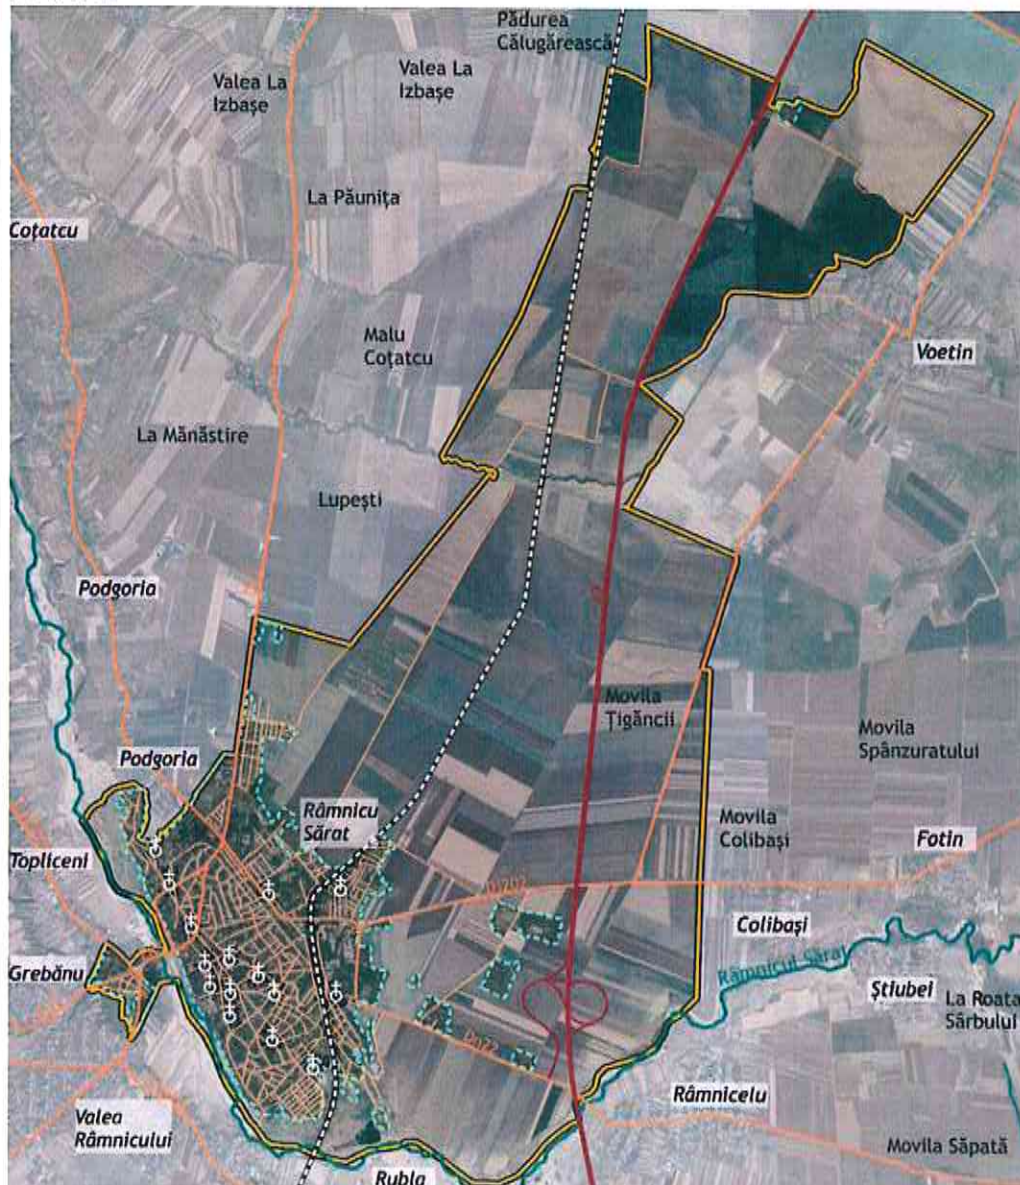 Pădurea
Călugărească
Valea La
Izbașe
Valea La
Izbașe
La Păunița
Coțatcu
Malu
Coțatcu
Voetin
La Mănăstire
Lupești
Podgoria
Movila
Țigăncii
Movila
Spânzuratului
Podgoria
Râmnicu
Sărat
Movila
Colibași
Topliceni
Fotin
DJ202
Colibași
Grebănu
Râmnicul Sărat
Știubei
La Roata
Sârbului
DN22
Râmnicelu
Valea
Râmnicului
Movila Săpată
Rubla